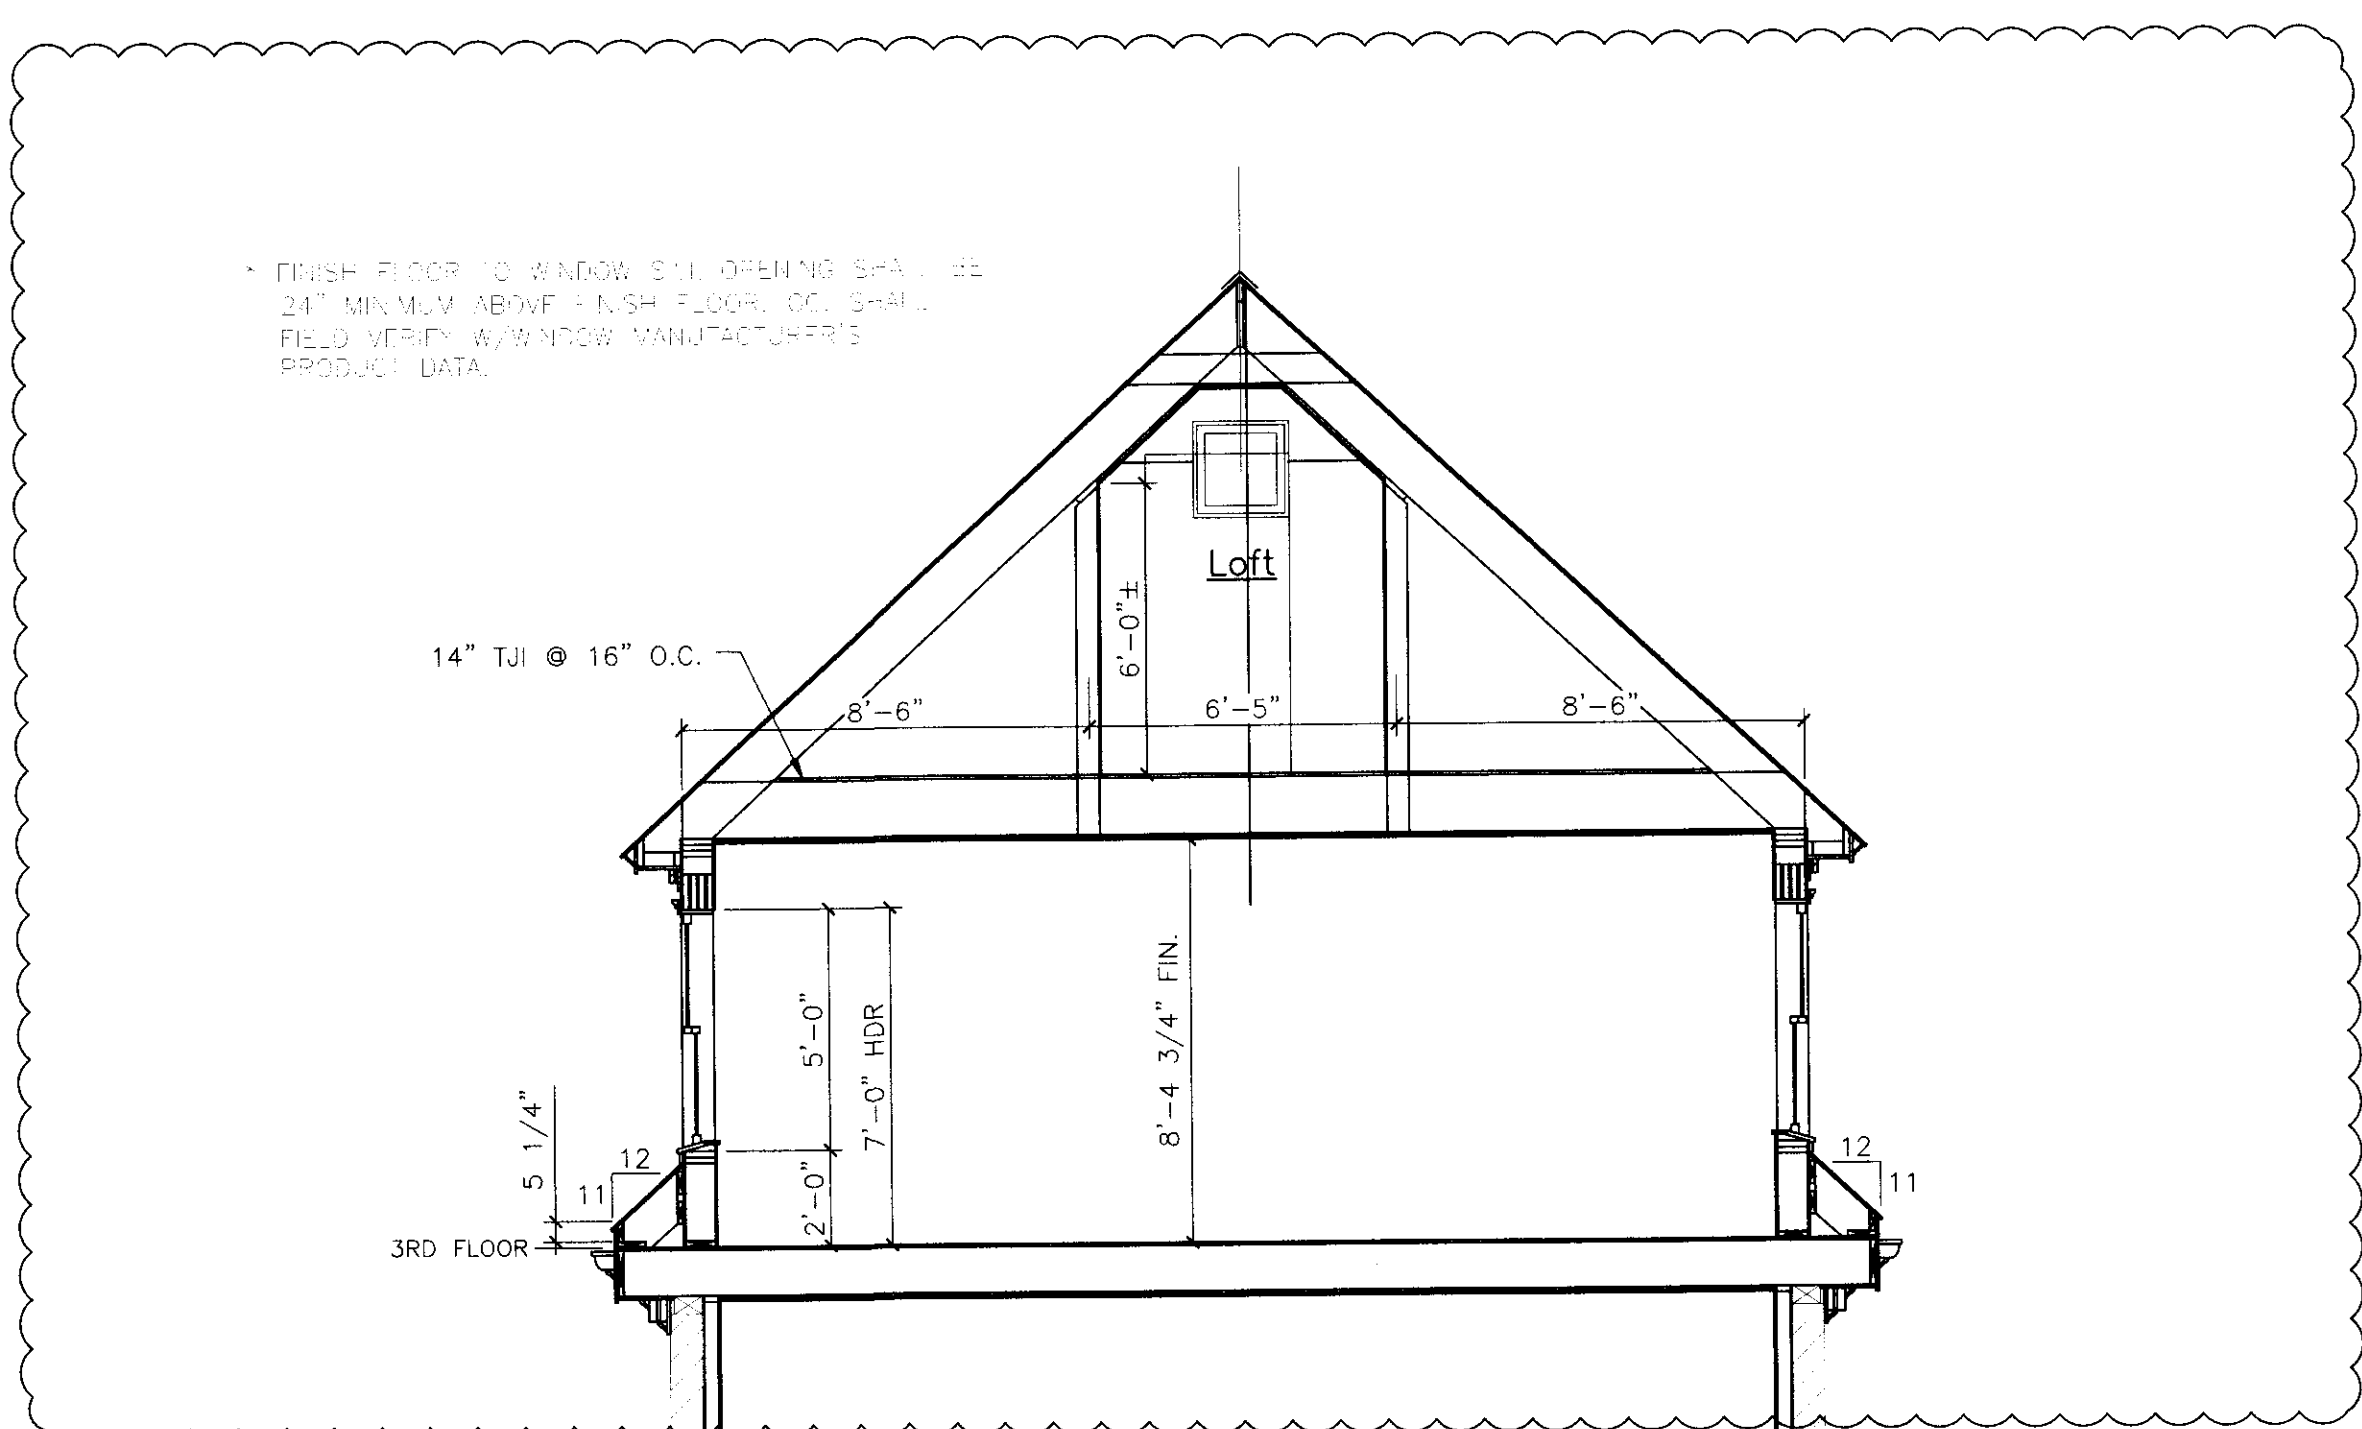 * FINISH FLOOR TO WINDOW SILL OPENING SHALL BE
24" MINIMUM ABOVE FINISH FLOOR. GC. SHALL
FIELD VERIFY W/WINDOW MANUFACTURER'S
PRODUCT DATA.
Loft
6'-0"±
14" TJI @ 16" O.C.
8'-6"
6'-5"
8'-6"
5'-0"
7'-0" HDR
8'-4 3/4" FIN.
5 1/4"
12
11
2'-0"
12
11
3RD FLOOR